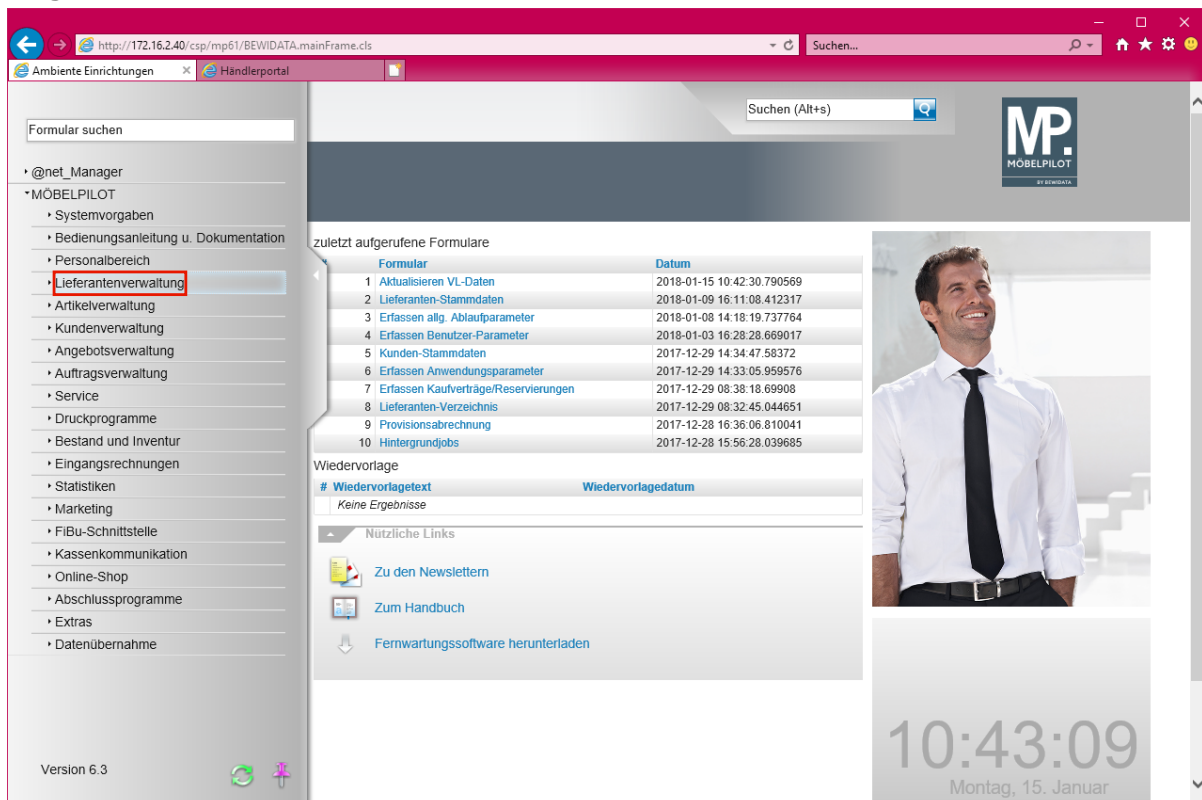 http://172.16.2.40/csp/mp61/BEWIDATA.mainFrame.cls
Suchen...
Ambiente Einrichtungen
Händlerportal
Formular suchen
Suchen (Alt+s)
MP.
MÖBELPILOT
BY BEWIDATA
@net_Manager
MÖBELPILOT
Systemvorgaben
Bedienungsanleitung u. Dokumentation
Personalbereich
Lieferantenverwaltung
Artikelverwaltung
Kundenverwaltung
Angebotsverwaltung
Auftragsverwaltung
Service
Druckprogramme
Bestand und Inventur
Eingangsrechnungen
Statistiken
Marketing
FiBu-Schnittstelle
Kassenkommunikation
Online-Shop
Abschlussprogramme
Extras
Datenübernahme
Version 6.3
zuletzt aufgerufene Formulare
Formular Datum
1 Aktualisieren VL-Daten 2018-01-15 10:42:30.790569
2 Lieferanten-Stammdaten 2018-01-09 16:11:08.412317
3 Erfassen allg. Ablaufparameter 2018-01-08 14:18:19.737764
4 Erfassen Benutzer-Parameter 2018-01-03 16:28:28.669017
5 Kunden-Stammdaten 2017-12-29 14:34:47.58372
6 Erfassen Anwendungsparameter 2017-12-29 14:33:05.959576
7 Erfassen Kaufverträge/Reservierungen 2017-12-29 08:38:18.69908
8 Lieferanten-Verzeichnis 2017-12-29 08:32:45.044651
9 Provisionsabrechnung 2017-12-28 16:36:06.810041
10 Hintergrundjobs 2017-12-28 15:56:28.039685
Wiedervorlage
# Wiedervorlagetext Wiedervorlagedatum
Keine Ergebnisse
Nützliche Links
Zu den Newslettern
Zum Handbuch
Fernwartungssoftware herunterladen
10:43:09
Montag, 15. Januar